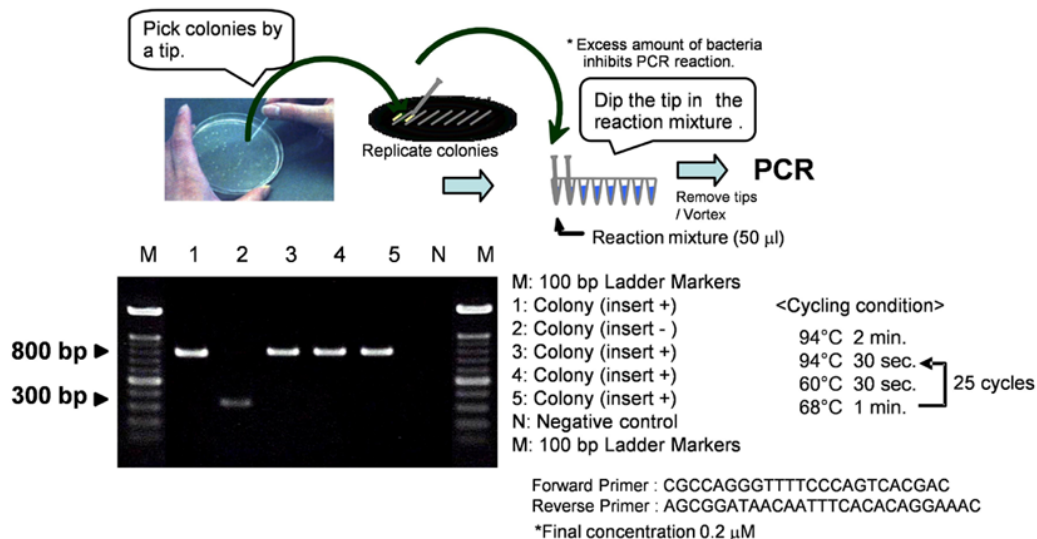 Pick colonies by
a tip.
* Excess amount of bacteria
inhibits PCR reaction.
Dip the tip in the
reaction mixture .
Replicate colonies
PCR
Remove tips
/ Vortex
Reaction mixture (50 µl)
M 1 2 3 4 5 N M
800 bp
300 bp
M: 100 bp Ladder Markers
1: Colony (insert +)
2: Colony (insert - )
3: Colony (insert +)
4: Colony (insert +)
5: Colony (insert +)
N: Negative control
M: 100 bp Ladder Markers
<Cycling condition>
94°C 2 min.
94°C 30 sec.
60°C 30 sec.
68°C 1 min.
25 cycles
Forward Primer : CGCCAGGGTTTTCCCAGTCACGAC
Reverse Primer : AGCGGATAACAATTTCACACAGGAAAC
*Final concentration 0.2 µM